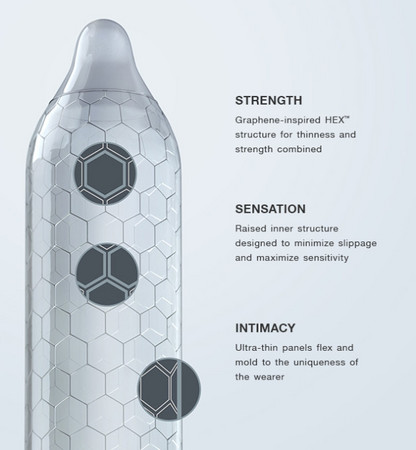 STRENGTH
Graphene-inspired HEX™
structure for thinness and
strength combined
SENSATION
Raised inner structure
designed to minimize slippage
and maximize sensitivity
INTIMACY
Ultra-thin panels flex and
mold to the uniqueness of
the wearer